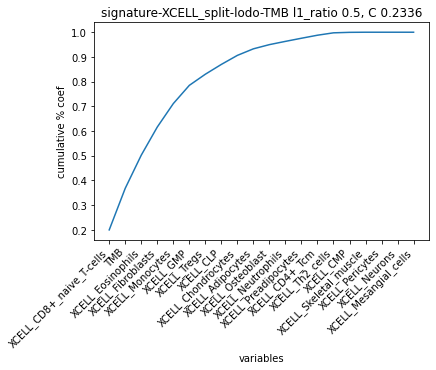 signature-XCELL_split-lodo-TMB l1_ratio 0.5, C 0.2336
cumulative % coef
1.0
0.9
0.8
0.7
0.6
0.5
0.4
0.3
0.2
XCELL_CD8+_naive_T-cells
TMB
XCELL_Eosinophils
XCELL_Fibroblasts
XCELL_Monocytes
XCELL_GMP
XCELL_Tregs
XCELL_CLP
XCELL_Chondrocytes
XCELL_Adipocytes
XCELL_Osteoblast
XCELL_Neutrophils
XCELL_Preadipocytes
XCELL_CD4+_Tcm
XCELL_Th2_cells
XCELL_CMP
XCELL_Skeletal_muscle
XCELL_Pericytes
XCELL_Neurons
XCELL_Mesangial_cells
variables